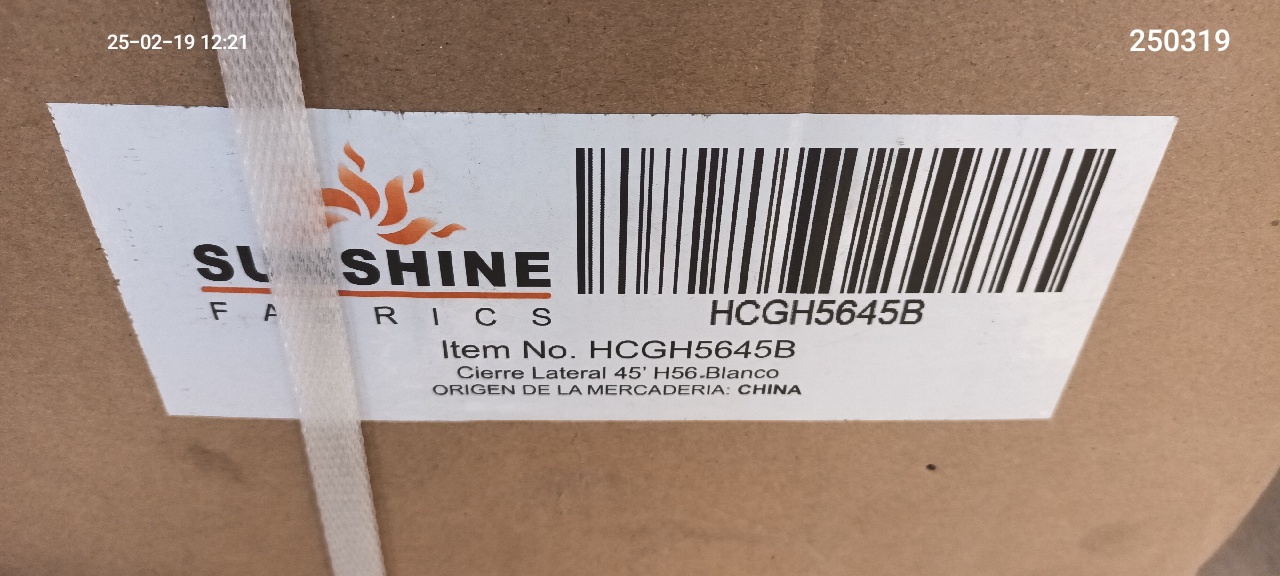 25-02-19 12:21
250319
SUNSHINE
FABRICS
HCGH5645B
Item No. HCGH5645B
Cierre Lateral 45' H56-Blanco
ORIGEN DE LA MERCADERIA: CHINA